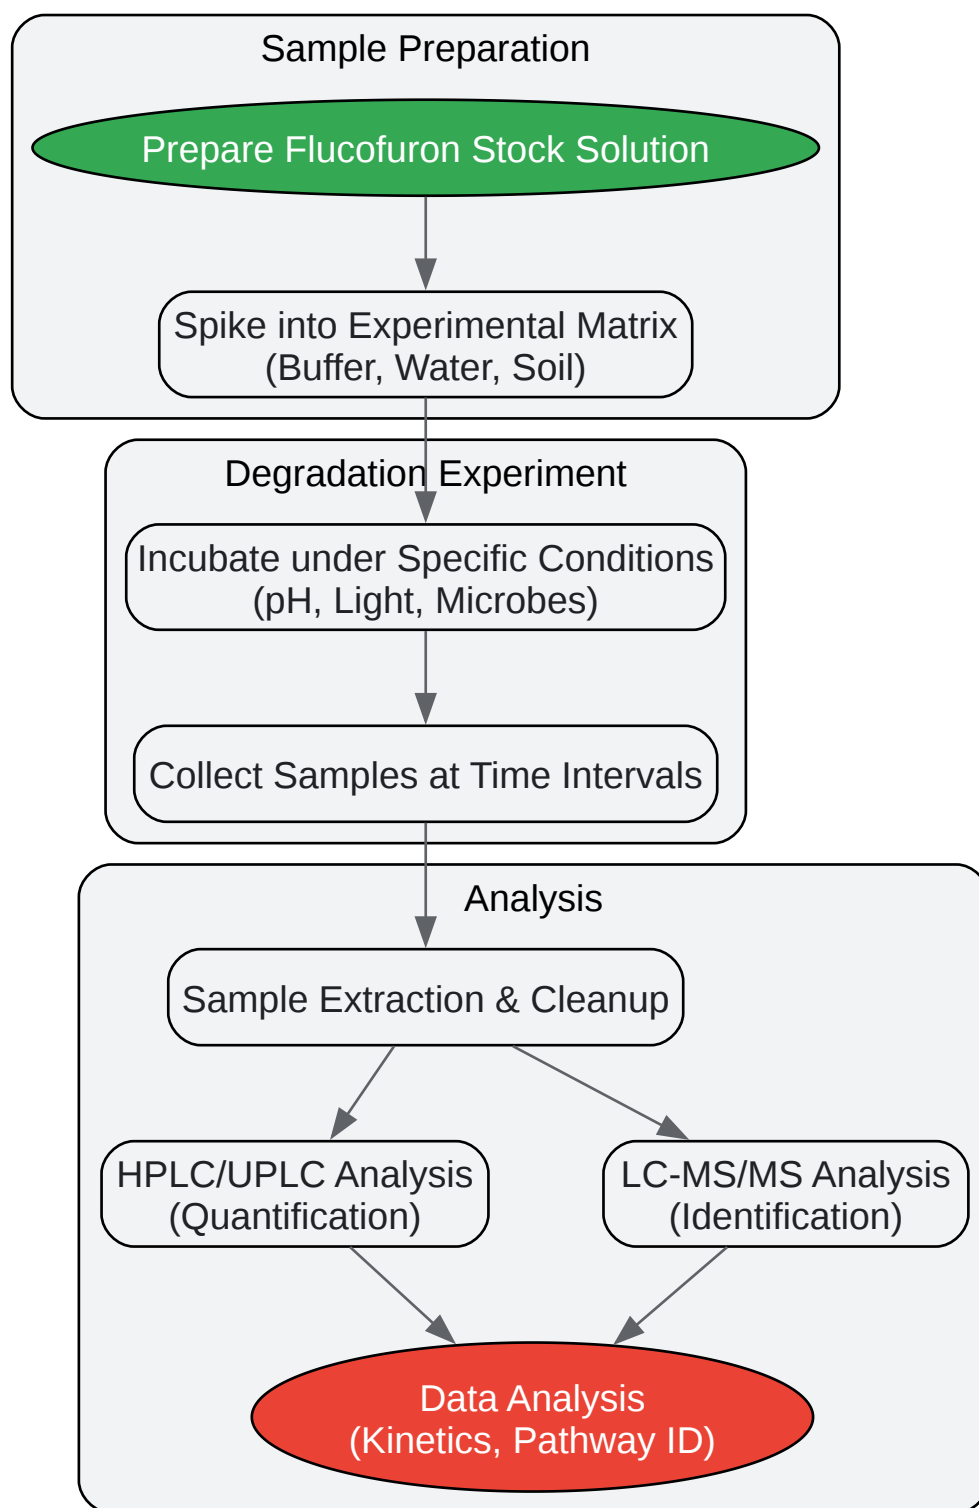 Sample Preparation
Prepare Flucofuron Stock Solution
Spike into Experimental Matrix
(Buffer, Water, Soil)
Degradation Experiment
Incubate under Specific Conditions
(pH, Light, Microbes)
Collect Samples at Time Intervals
Analysis
Sample Extraction & Cleanup
HPLC/UPLC Analysis
(Quantification)
LC-MS/MS Analysis
(Identification)
Data Analysis
(Kinetics, Pathway ID)